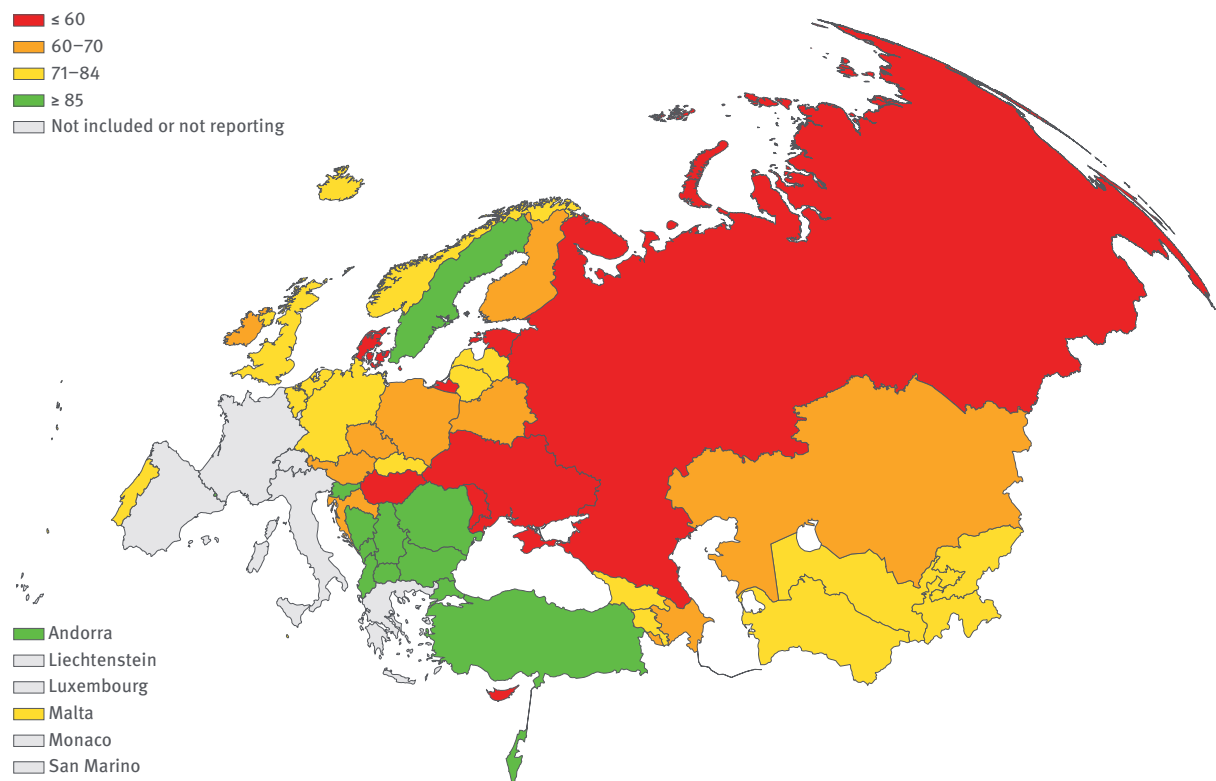 ≤ 60
60–70
71–84
≥ 85
Not included or not reporting
Andorra
Liechtenstein
Luxembourg
Malta
Monaco
San Marino